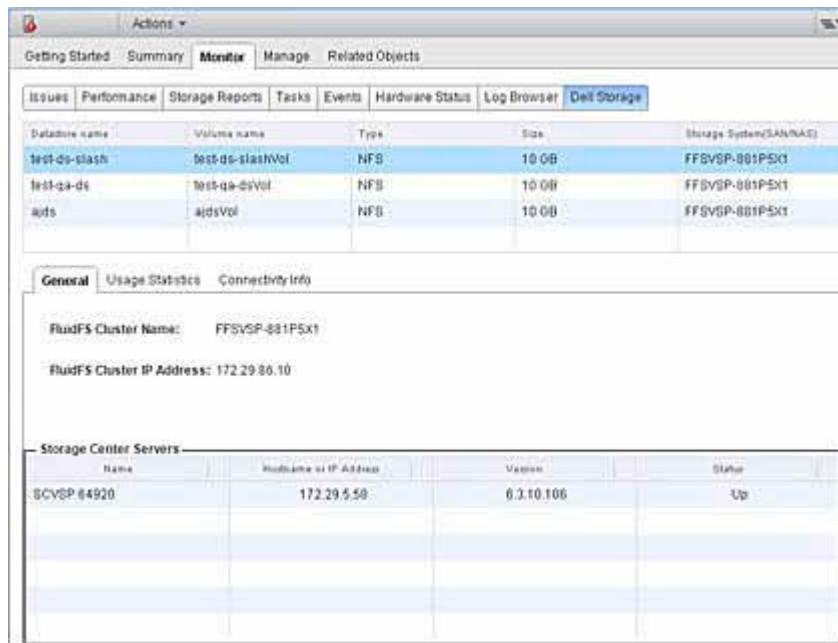 Actions
Getting Started Summary Monitor Manage Related Objects
Issues Performance Storage Reports Tasks Events Hardware Status Log Browser Dell Storage
Datastore name Volume name Type Size Storage System(SAN/NAS)
test-ds-slash test-ds-slashVol NFS 10 GB FFSVSP-881P5X1
test-qa-ds test-qa-dsVol NFS 10 GB FFSVSP-881P5X1
ajds ajdsVol NFS 10 GB FFSVSP-881P5X1
General Usage Statistics Connectivity Info
FluidFS Cluster Name: FFSVSP-881P5X1
FluidFS Cluster IP Address: 172.29.86.10
Storage Center Servers
Name Hostname or IP Address Version Status
SCVSP 64920 172.29.5.50 6.3.10.106 Up